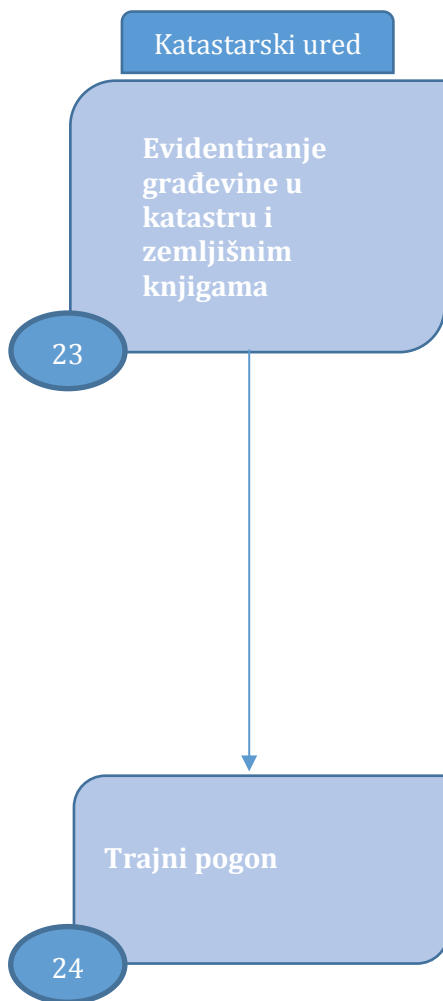 Katastarski ured
Evidentiranje
građevine u
katastru i
zemljišnim
knjigama
23
Trajni pogon
24